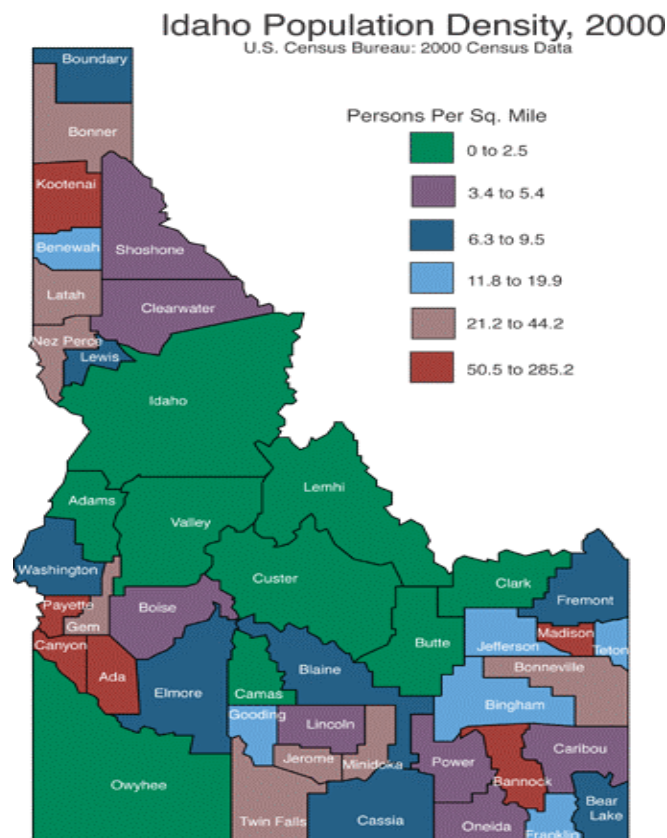 Idaho Population Density, 2000
U.S. Census Bureau: 2000 Census Data
Persons Per Sq. Mile
0 to 2.5
3.4 to 5.4
6.3 to 9.5
11.8 to 19.9
21.2 to 44.2
50.5 to 285.2
Boundary
Bonner
Kootenai
Benewah
Shoshone
Latah
Clearwater
Nez Perce
Lewis
Idaho
Lemhi
Adams
Valley
Washington
Custer
Clark
Fremont
Payette
Boise
Gem
Butte
Jefferson
Madison
Teton
Canyon
Ada
Elmore
Blaine
Bonneville
Camas
Bingham
Gooding
Lincoln
Jerome
Minidoka
Power
Caribou
Bannock
Owyhee
Twin Falls
Cassia
Oneida
Franklin
Bear
Lake